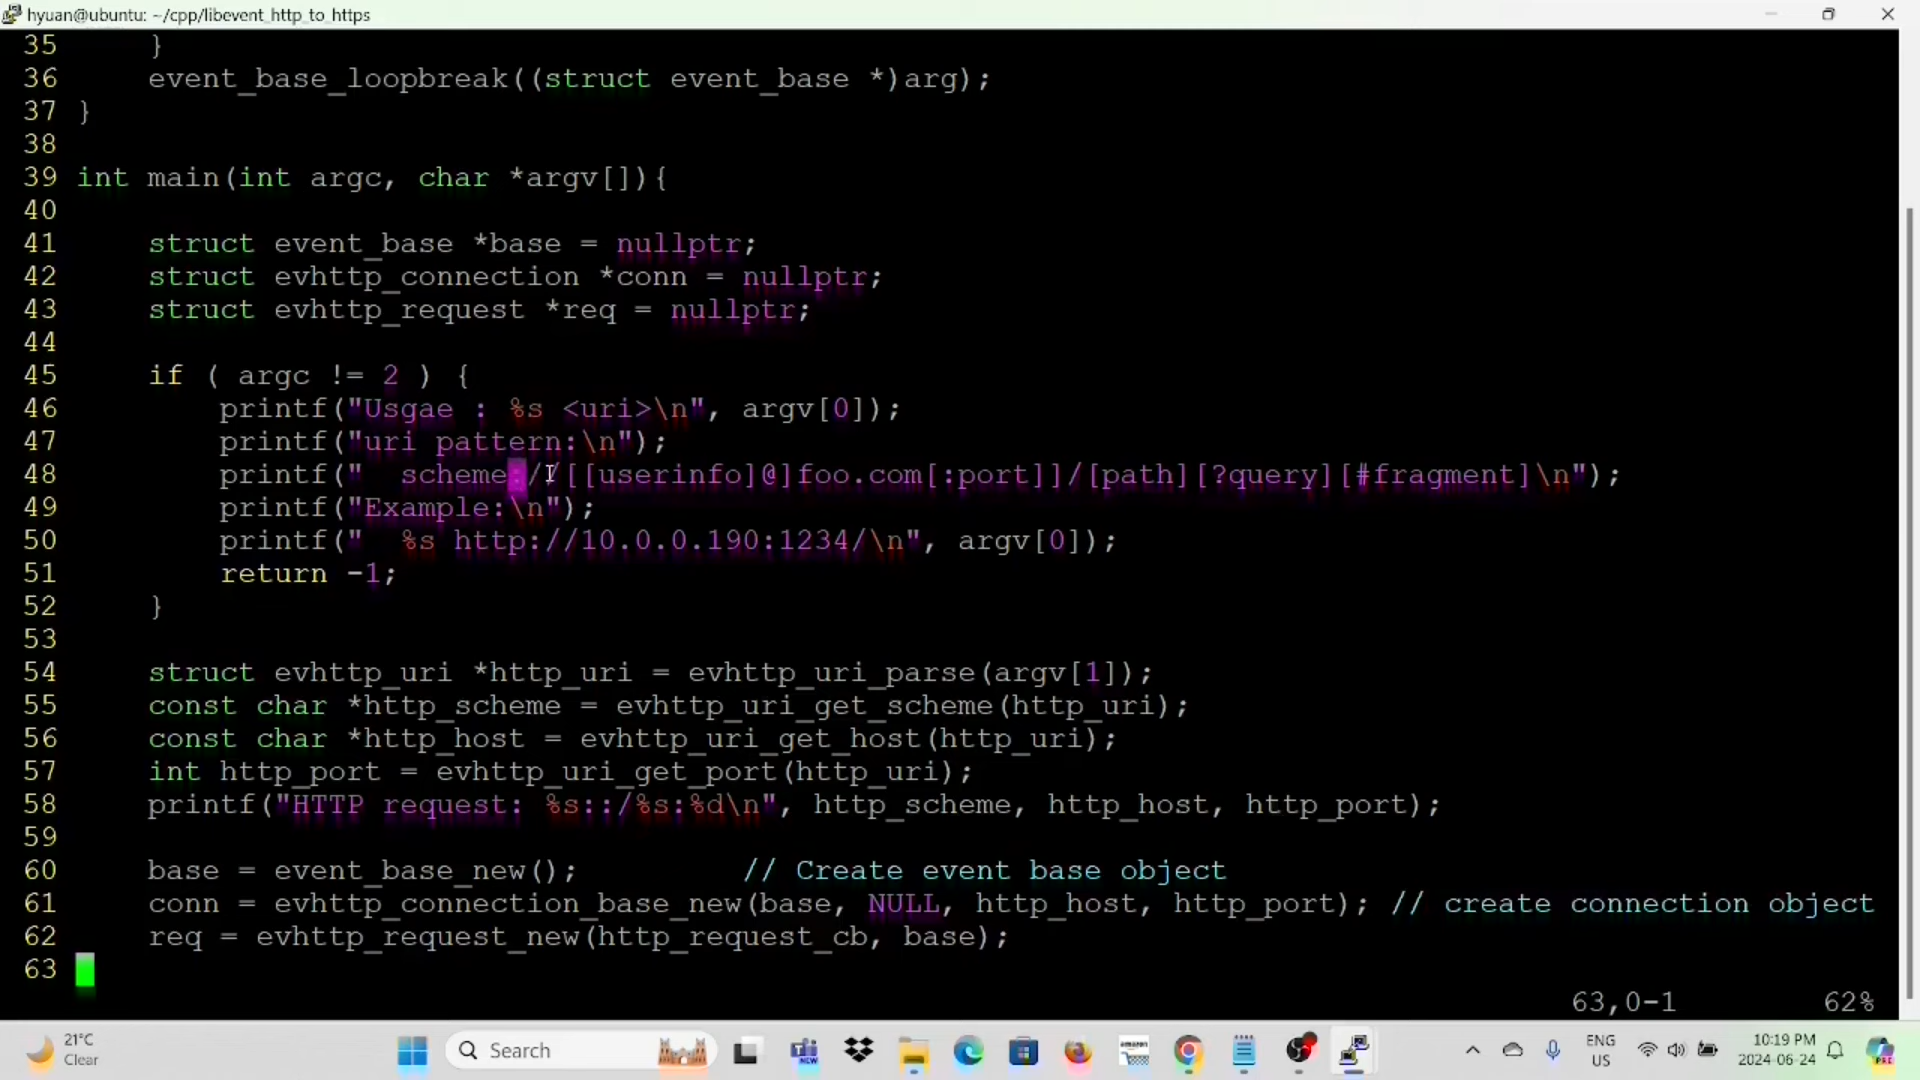 hyuan@ubuntu: ~/cpp/libevent_http_to_https
35     }
36     event_base_loopbreak((struct event_base *)arg);
37 }
38
39 int main(int argc, char *argv[]){
40
41     struct event_base *base = nullptr;
42     struct evhttp_connection *conn = nullptr;
43     struct evhttp_request *req = nullptr;
44
45     if ( argc != 2 ) {
46         printf("Usgae : %s <uri>\n", argv[0]);
47         printf("uri pattern:\n");
48         printf("  scheme://[[userinfo]@]foo.com[:port]]/[path][?query][#fragment]\n");
49         printf("Example:\n");
50         printf("  %s http://10.0.0.190:1234/\n", argv[0]);
51         return -1;
52     }
53
54     struct evhttp_uri *http_uri = evhttp_uri_parse(argv[1]);
55     const char *http_scheme = evhttp_uri_get_scheme(http_uri);
56     const char *http_host = evhttp_uri_get_host(http_uri);
57     int http_port = evhttp_uri_get_port(http_uri);
58     printf("HTTP request: %s::/%s:%d\n", http_scheme, http_host, http_port);
59
60     base = event_base_new();         // Create event base object
61     conn = evhttp_connection_base_new(base, NULL, http_host, http_port); // create connection object
62     req = evhttp_request_new(http_request_cb, base);
63
63,0-1 62%
21°C
Clear
Search
NEW
amazon
ENG
US
10:19 PM
2024-06-24
PRE